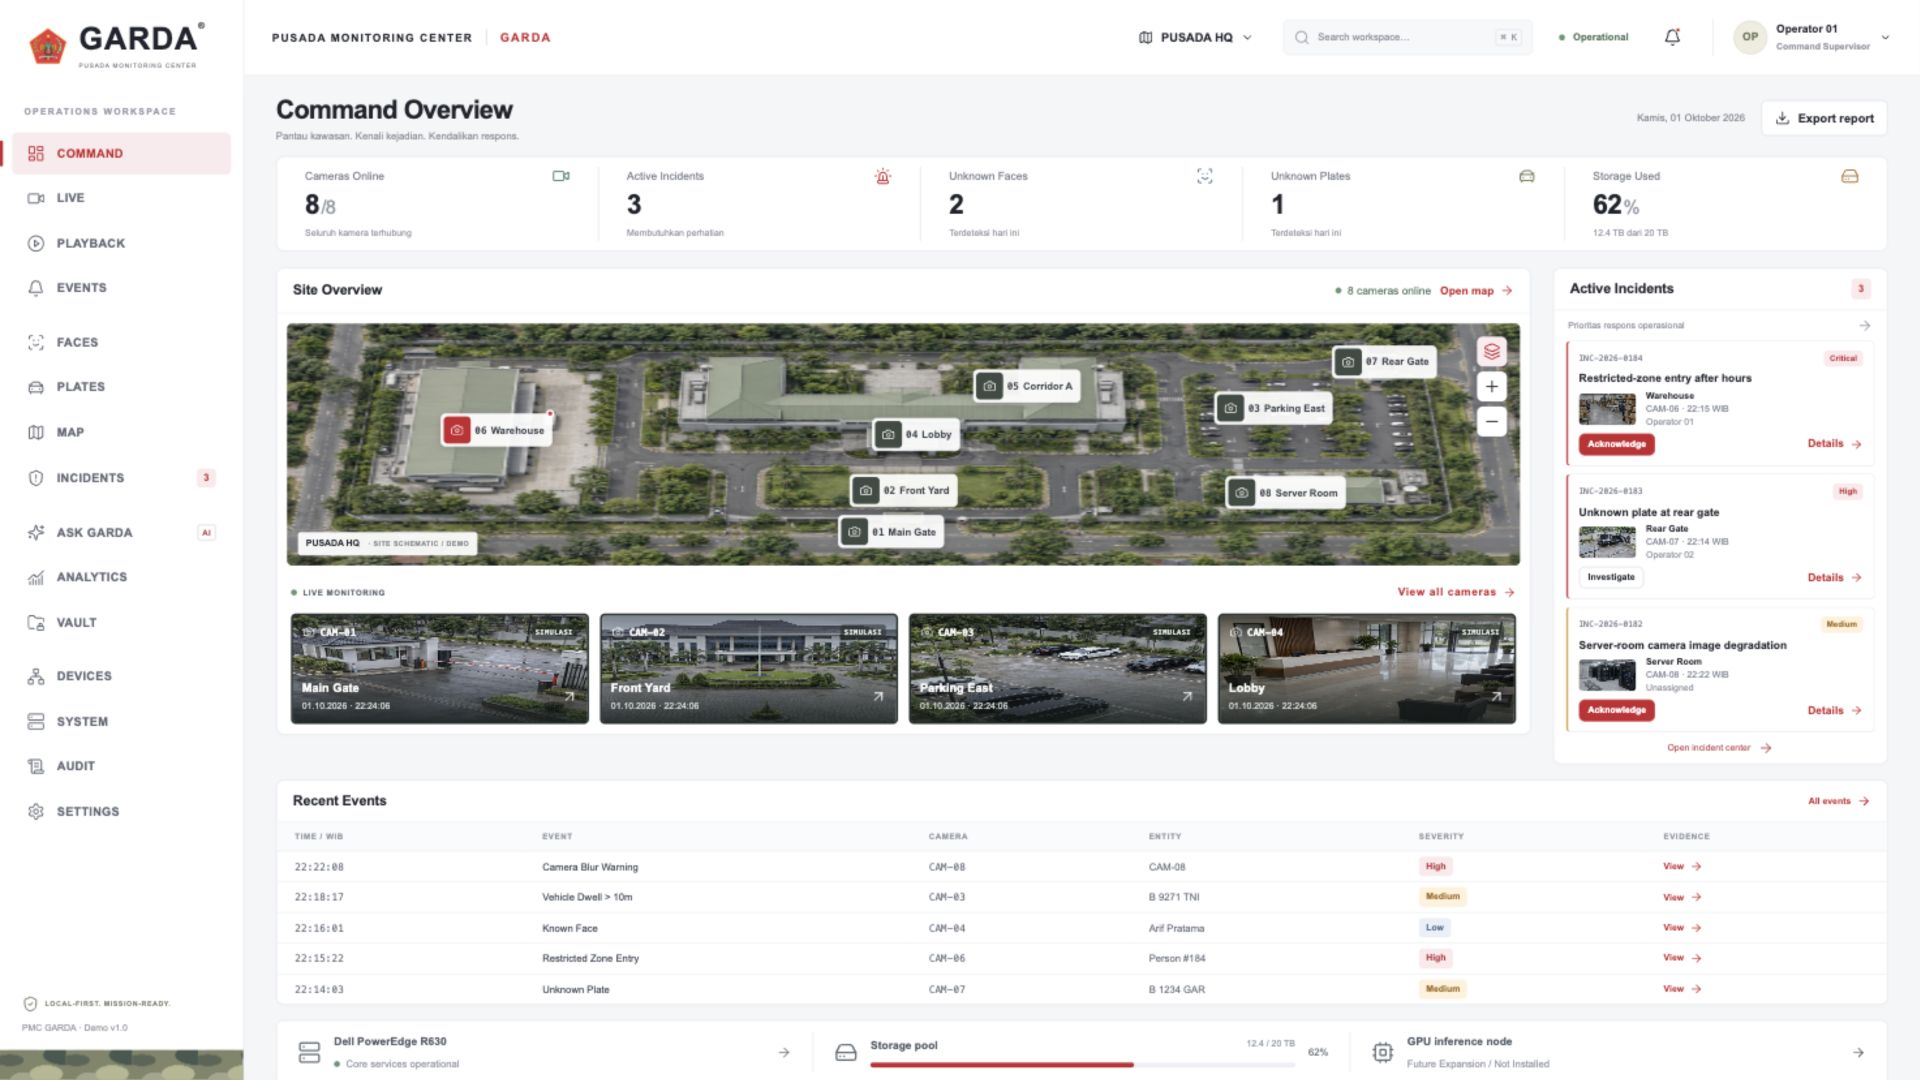 GARDA®
PUSADA MONITORING CENTER
OPERATIONS WORKSPACE
COMMAND
LIVE
PLAYBACK
EVENTS
FACES
PLATES
MAP
INCIDENTS 3
ASK GARDA AI
ANALYTICS
VAULT
DEVICES
SYSTEM
AUDIT
SETTINGS
LOCAL-FIRST. MISSION-READY.
PMC GARDA · Demo v1.0
PUSADA MONITORING CENTER GARDA
PUSADA HQ
Search workspace...
⌘ K
Operational
OP
Operator 01
Command Supervisor
Command Overview
Pantau kawasan. Kenali kejadian. Kendalikan respons.
Kamis, 01 Oktober 2026
Export report
Cameras Online
8/8
Seluruh kamera terhubung
Active Incidents
3
Membutuhkan perhatian
Unknown Faces
2
Terdeteksi hari ini
Unknown Plates
1
Terdeteksi hari ini
Storage Used
62%
12.4 TB dari 20 TB
Site Overview
8 cameras online
Open map
07 Rear Gate
05 Corridor A
03 Parking East
06 Warehouse
04 Lobby
02 Front Yard
08 Server Room
01 Main Gate
PUSADA HQ · SITE SCHEMATIC / DEMO
LIVE MONITORING
View all cameras
CAM-01 SIMULASI
Main Gate
01.10.2026 · 22:24:06
CAM-02 SIMULASI
Front Yard
01.10.2026 · 22:24:06
CAM-03 SIMULASI
Parking East
01.10.2026 · 22:24:06
CAM-04 SIMULASI
Lobby
01.10.2026 · 22:24:06
Active Incidents 3
Prioritas respons operasional
INC-2026-0184 Critical
Restricted-zone entry after hours
Warehouse
CAM-06 · 22:15 WIB
Operator 01
Acknowledge Details
INC-2026-0183 High
Unknown plate at rear gate
Rear Gate
CAM-07 · 22:14 WIB
Operator 02
Investigate Details
INC-2026-0182 Medium
Server-room camera image degradation
Server Room
CAM-08 · 22:22 WIB
Unassigned
Acknowledge Details
Open incident center
Recent Events
All events
TIME / WIB EVENT CAMERA ENTITY SEVERITY EVIDENCE
22:22:08 Camera Blur Warning CAM-08 CAM-08 High View
22:18:17 Vehicle Dwell > 10m CAM-03 B 9271 TNI Medium View
22:16:01 Known Face CAM-04 Arif Pratama Low View
22:15:22 Restricted Zone Entry CAM-06 Person #184 High View
22:14:03 Unknown Plate CAM-07 B 1234 GAR Medium View
Dell PowerEdge R630
Core services operational
Storage pool
12.4 / 20 TB
62%
GPU inference node
Future Expansion / Not Installed